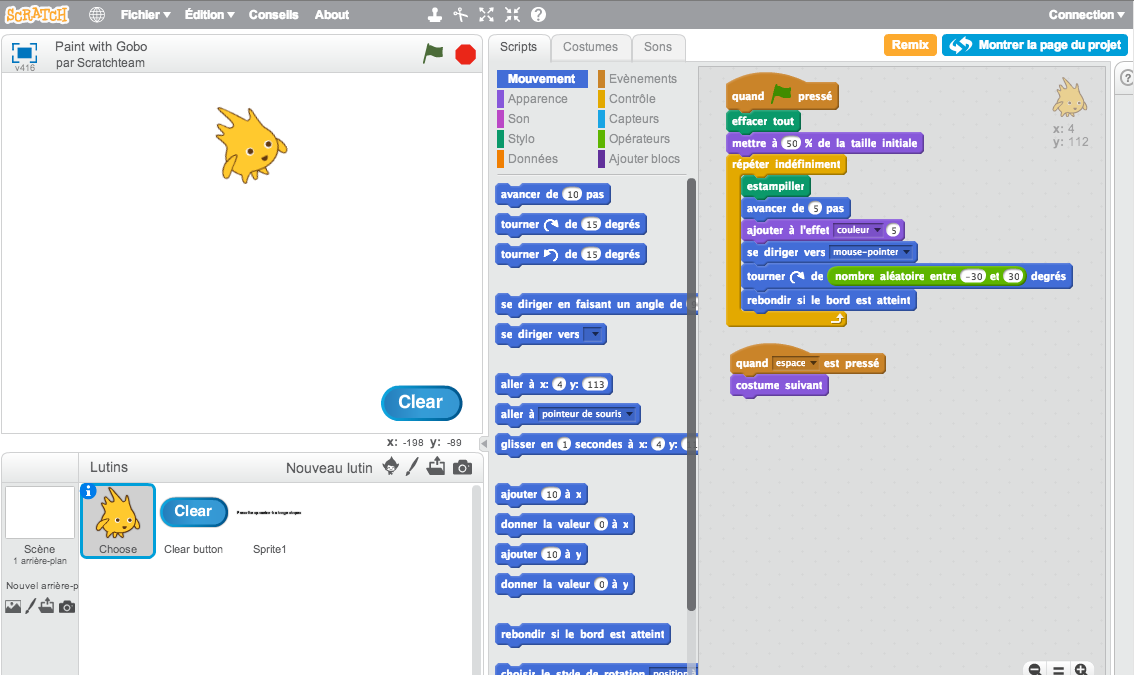 SCRATCH Fichier Édition Conseils About Connection
v416
Paint with Gobo
par Scratchteam
Clear
x: -198 y: -89
Lutins Nouveau lutin
Scène
1 arrière-plan
Nouvel arrière-p
Choose
Clear
Clear button
Sprite1
Scripts Costumes Sons
Remix Montrer la page du projet
Mouvement Evènements
Apparence Contrôle
Son Capteurs
Stylo Opérateurs
Données Ajouter blocs
avancer de 10 pas
tourner de 15 degrés
tourner de 15 degrés
se diriger en faisant un angle de
se diriger vers
aller à x: 4 y: 113
aller à pointeur de souris
glisser en 1 secondes à x: 4 y:
ajouter 10 à x
donner la valeur 0 à x
ajouter 10 à y
donner la valeur 0 à y
rebondir si le bord est atteint
choisir le style de rotation position
quand pressé
effacer tout
mettre à 50 % de la taille initiale
répéter indéfiniment
estampiller
avancer de 5 pas
ajouter à l'effet couleur 5
se diriger vers mouse-pointer
tourner de nombre aléatoire entre -30 et 30 degrés
rebondir si le bord est atteint
quand espace est pressé
costume suivant
x: 4
y: 112